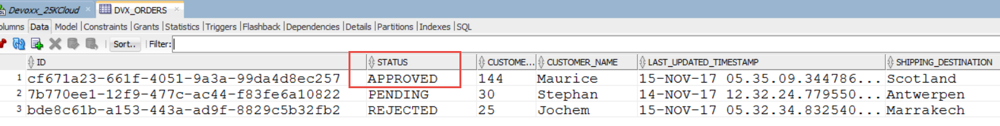 Devoxx_25KCloud × DVX_ORDERS ×
olumns Data Model Constraints Grants Statistics Triggers Flashback Dependencies Details Partitions Indexes SQL
Sort.. Filter:
ID STATUS CUSTOME... CUSTOMER_NAME LAST_UPDATED_TIMESTAMP SHIPPING_DESTINATION
1 cf671a23-661f-4051-9a3a-99da4d8ec257 APPROVED 144 Maurice 15-NOV-17 05.35.09.344786... Scotland
2 7b770ee1-12f9-477c-ac44-f83fe6a10822 PENDING 30 Stephan 14-NOV-17 12.32.24.779550... Antwerpen
3 bde8c61b-a153-443a-ad9f-8829c5b32fb2 REJECTED 25 Jochem 15-NOV-17 05.32.34.832540... Marrakech